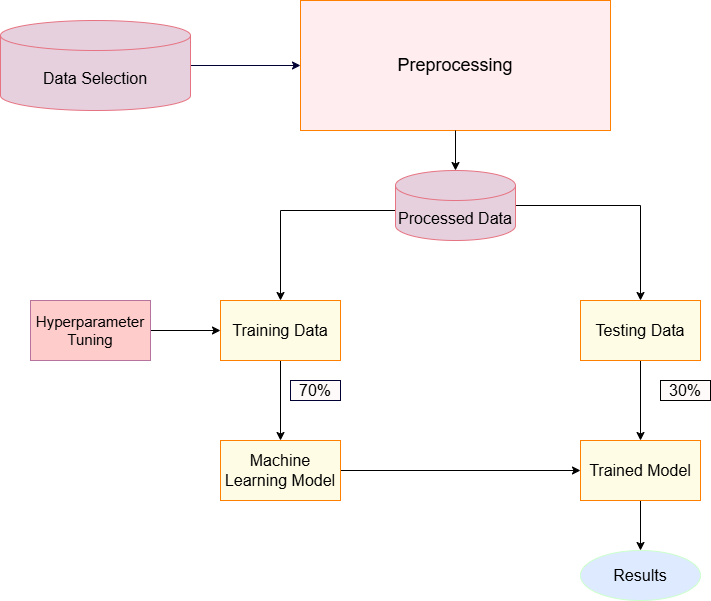 Data Selection
Preprocessing
Processed Data
Hyperparameter
Tuning
Training Data
Testing Data
70%
30%
Machine
Learning Model
Trained Model
Results